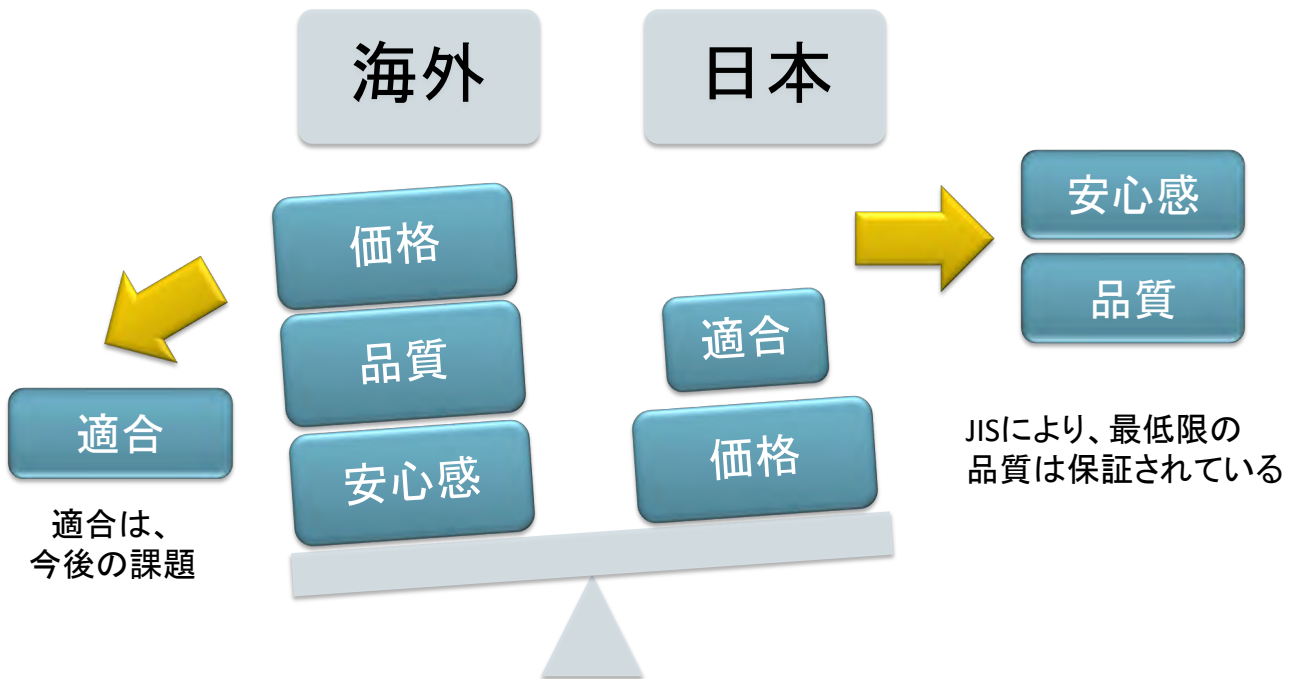 海外
日本
価格
品質
安心感
適合
適合は、
今後の課題
適合
価格
安心感
品質
JISにより、最低限の
品質は保証されている